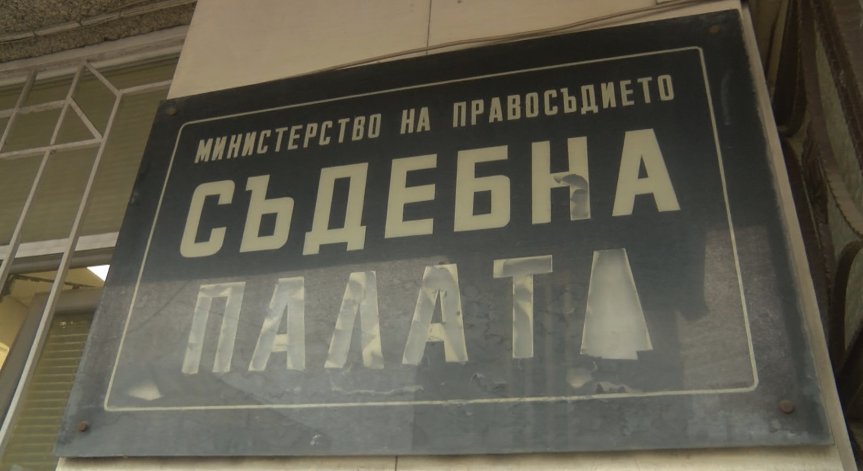 МИНИСТЕРСТВО НА ПРАВОСЪДИЕТО
СЪДЕБНА
ПАЛАТА